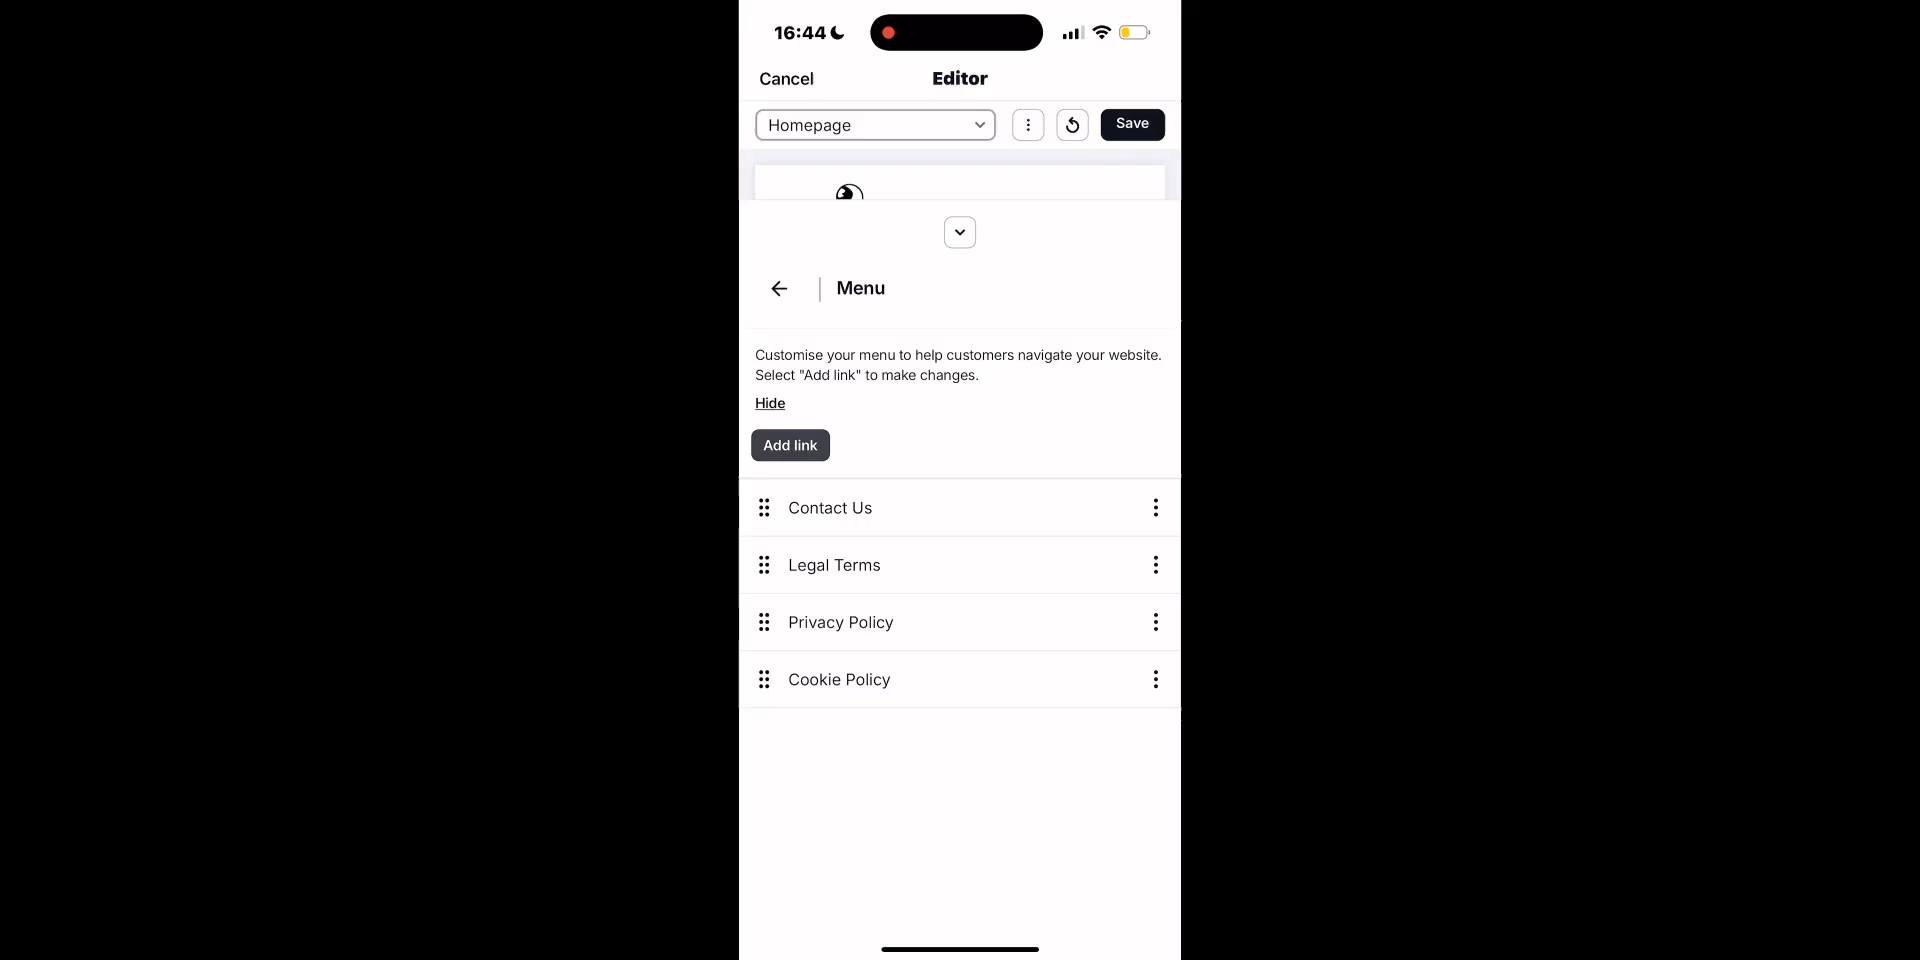 16:44
Cancel
Editor
Homepage
Save
Menu
Customise your menu to help customers navigate your website.
Select "Add link" to make changes.
Hide
Add link
Contact Us
Legal Terms
Privacy Policy
Cookie Policy